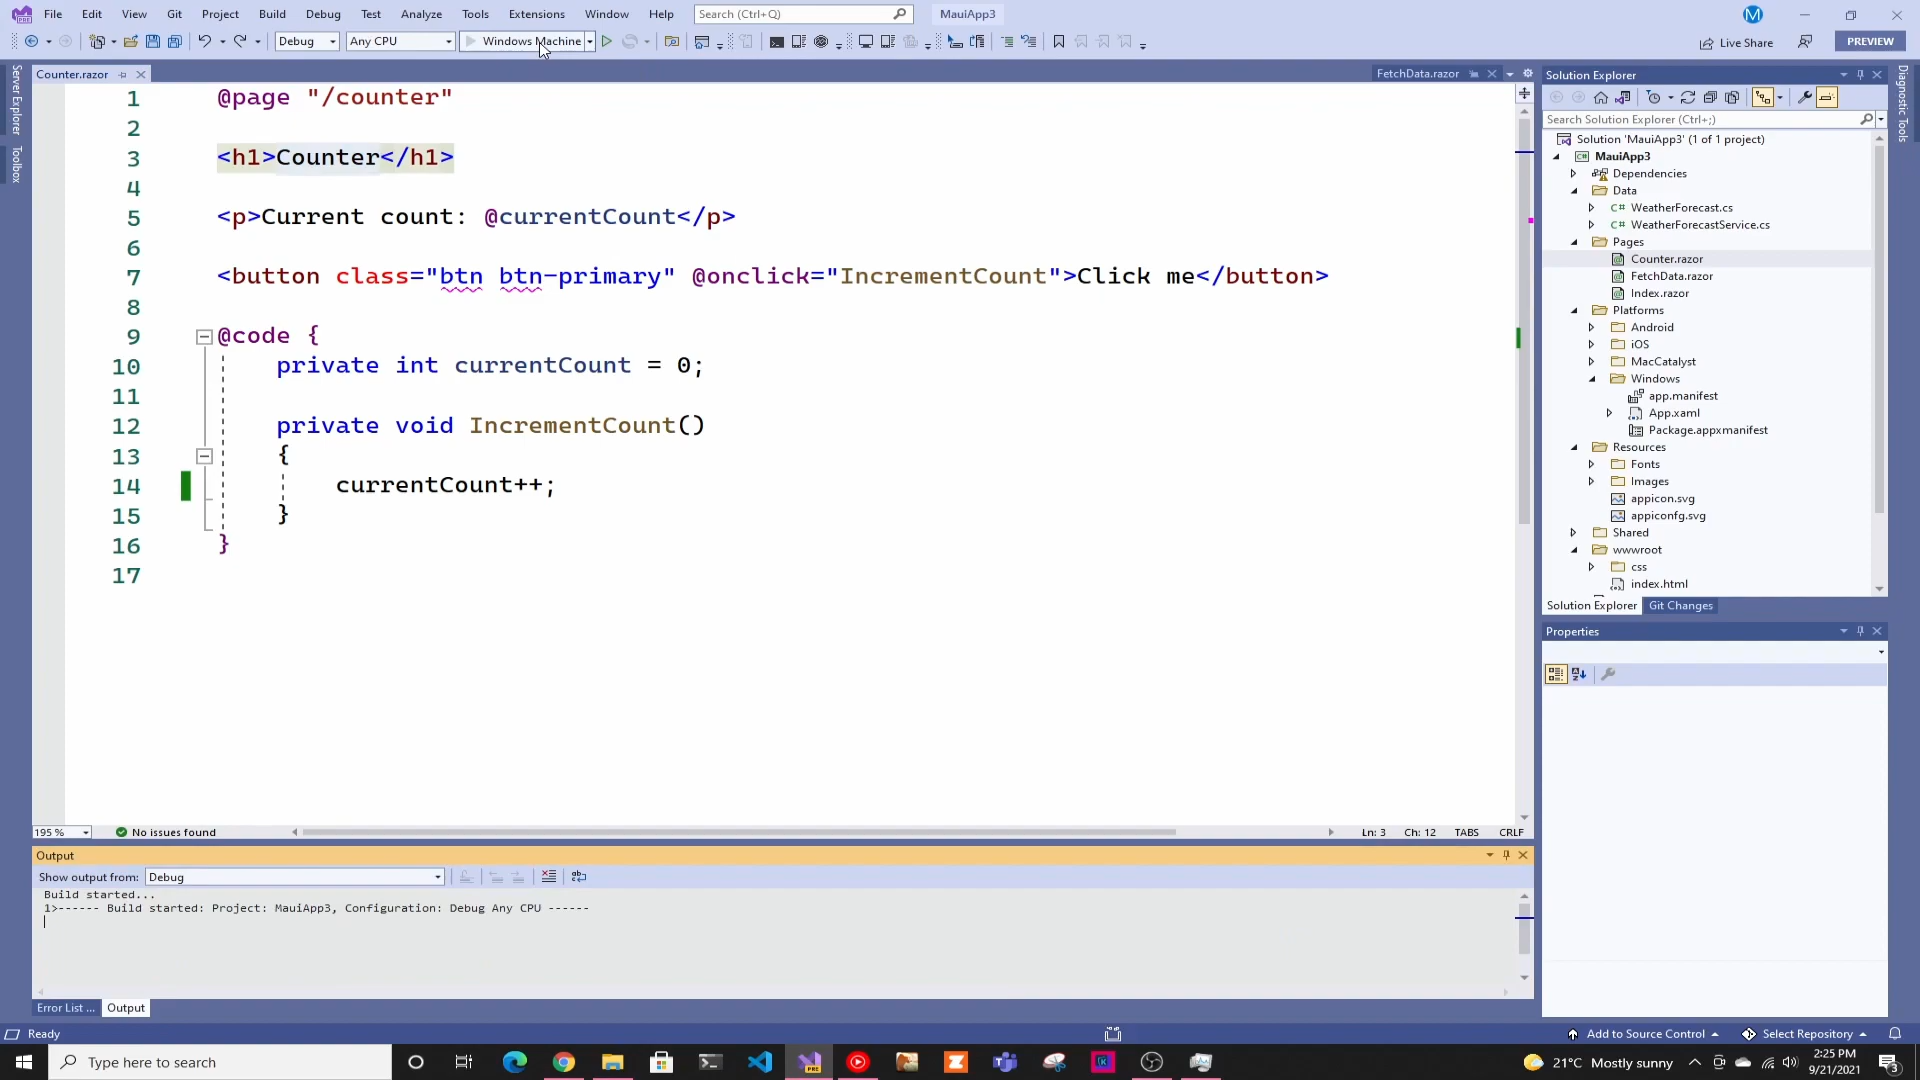 File Edit View Git Project Build Debug Test Analyze Tools Extensions Window Help Search (Ctrl+Q) MauiApp3 M
Debug Any CPU Windows Machine Live Share PREVIEW
Counter.razor FetchData.razor
Server Explorer
Toolbox
1 @page "/counter"
2
3 <h1>Counter</h1>
4
5 <p>Current count: @currentCount</p>
6
7 <button class="btn btn-primary" @onclick="IncrementCount">Click me</button>
8
9 @code {
10 private int currentCount = 0;
11
12 private void IncrementCount()
13 {
14 currentCount++;
15 }
16 }
17
195 % No issues found Ln: 3 Ch: 12 TABS CRLF
Output
Show output from: Debug
Build started...
1>------ Build started: Project: MauiApp3, Configuration: Debug Any CPU ------
Error List ... Output
Solution Explorer
Search Solution Explorer (Ctrl+;)
Solution 'MauiApp3' (1 of 1 project)
MauiApp3
Dependencies
Data
C# WeatherForecast.cs
C# WeatherForecastService.cs
Pages
Counter.razor
FetchData.razor
Index.razor
Platforms
Android
iOS
MacCatalyst
Windows
app.manifest
App.xaml
Package.appxmanifest
Resources
Fonts
Images
appicon.svg
appiconfg.svg
Shared
wwwroot
css
index.html
Solution Explorer Git Changes
Properties
Diagnostic Tools
Ready Add to Source Control Select Repository
Type here to search 21°C Mostly sunny 2:25 PM
9/21/2021 3